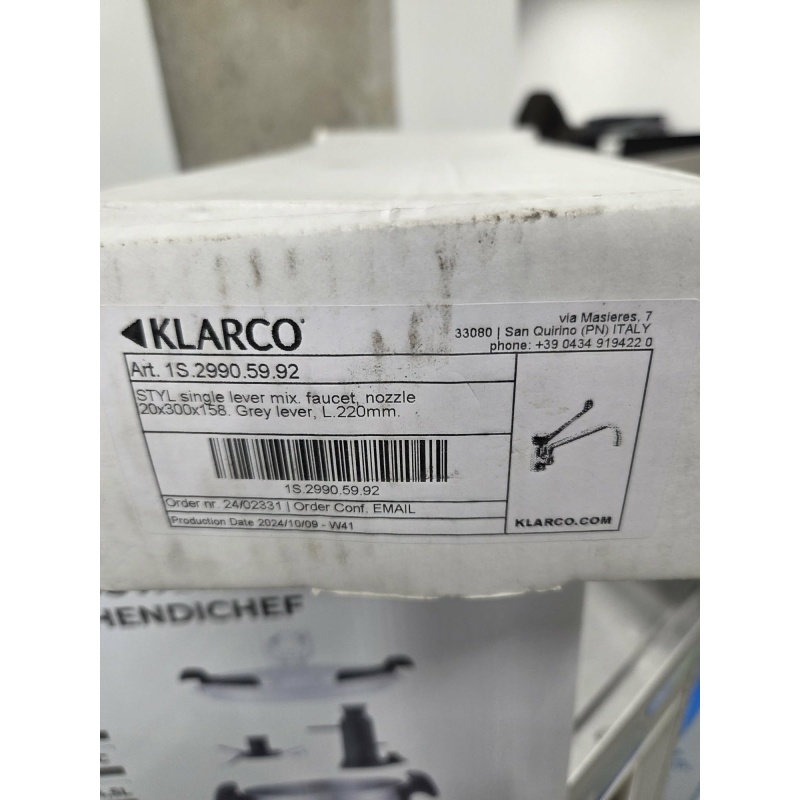 KLARCO
via Masieres, 7
33080 | San Quirino (PN) ITALY
phone: +39 0434 919422 0
Art. 1S.2990.59.92
STYL single lever mix. faucet, nozzle
20x300x158. Grey lever, L.220mm.
1S.2990.59.92
Order nr. 24/02331 | Order Conf. EMAIL
Production Date 2024/10/09 - W41
KLARCO.COM
HENDICHEF